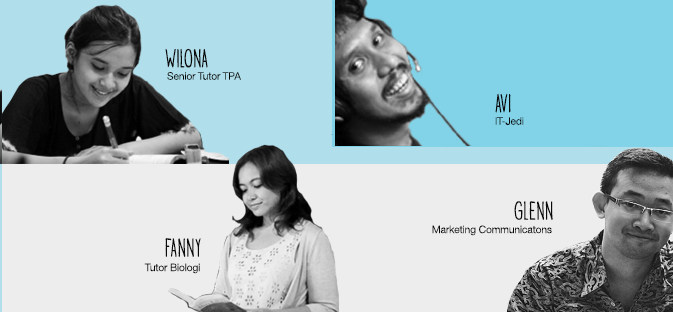 WILONA
Senior Tutor TPA
AVI
IT-Jedi
FANNY
Tutor Biologi
GLENN
Marketing Communicatons